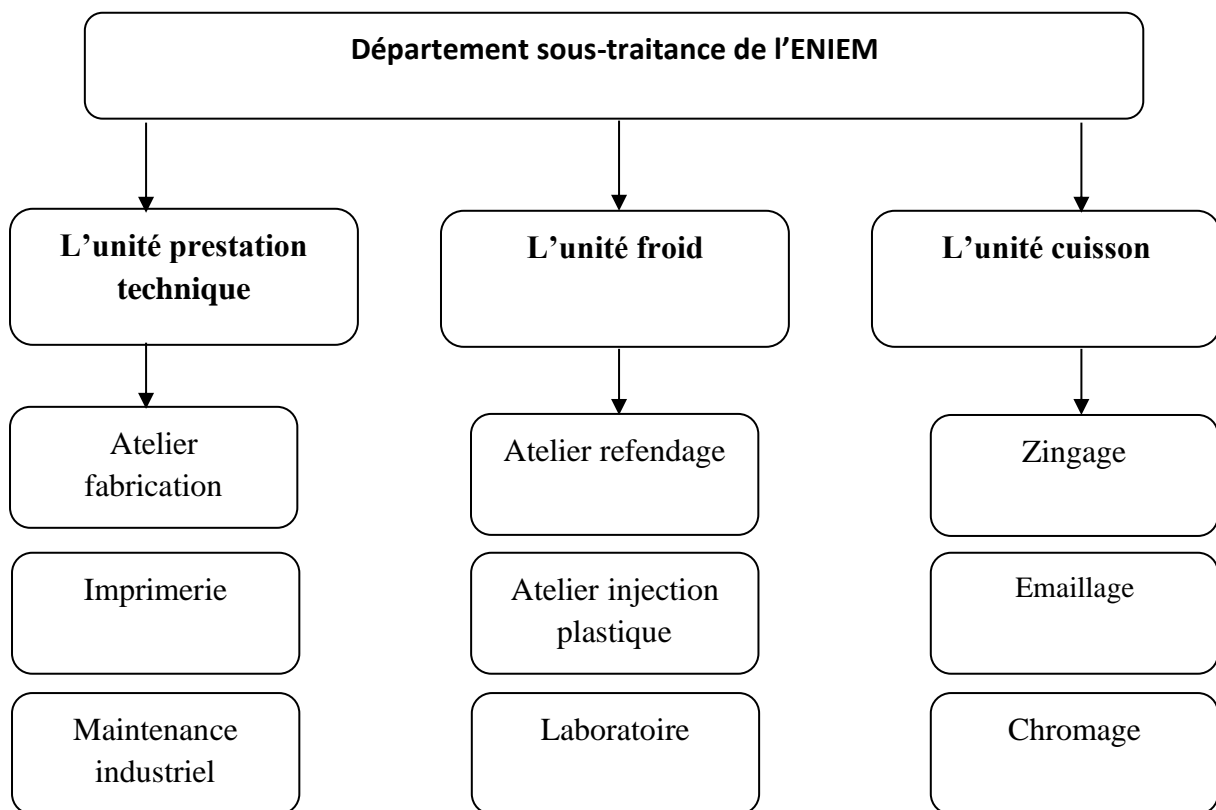 Département sous-traitance de l’ENIEM
L’unité prestation
technique
L’unité froid
L’unité cuisson
Atelier
fabrication
Atelier refendage
Zingage
Imprimerie
Atelier injection
plastique
Emaillage
Maintenance
industriel
Laboratoire
Chromage